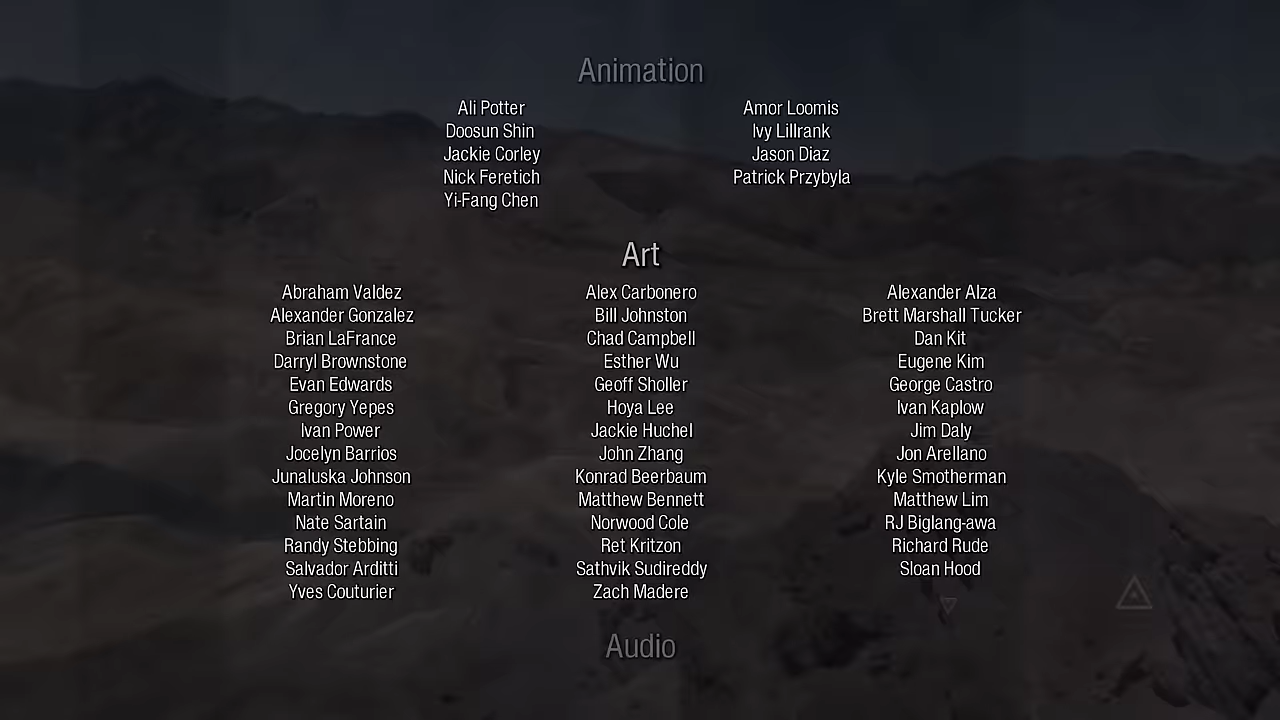 Animation
Ali Potter Amor Loomis
Doosun Shin Ivy Lillrank
Jackie Corley Jason Diaz
Nick Feretich Patrick Przybyla
Yi-Fang Chen
Art
Abraham Valdez Alex Carbonero Alexander Alza
Alexander Gonzalez Bill Johnston Brett Marshall Tucker
Brian LaFrance Chad Campbell Dan Kit
Darryl Brownstone Esther Wu Eugene Kim
Evan Edwards Geoff Sholler George Castro
Gregory Yepes Hoya Lee Ivan Kaplow
Ivan Power Jackie Huchel Jim Daly
Jocelyn Barrios John Zhang Jon Arellano
Junaluska Johnson Konrad Beerbaum Kyle Smotherman
Martin Moreno Matthew Bennett Matthew Lim
Nate Sartain Norwood Cole RJ Biglang-awa
Randy Stebbing Ret Kritzon Richard Rude
Salvador Arditti Sathvik Sudireddy Sloan Hood
Yves Couturier Zach Madere
Audio